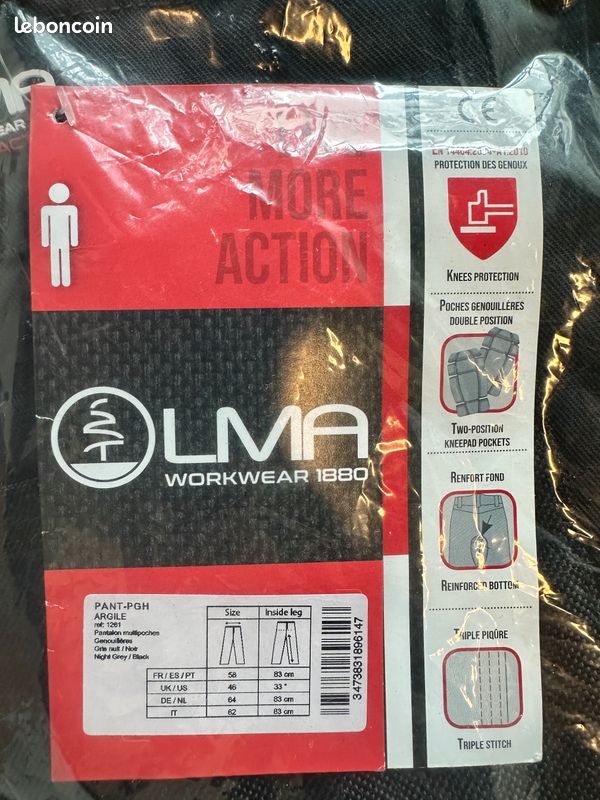 leboncoin
MORE
ACTION
LMA
WORKWEAR 1880
PANT-PGH
ARGILE
ref: 1261
Pantalon multipoches
Genouillères
Gris nuit / Noir
Night Grey / Black
Size Inside leg
FR / ES / PT 58 83 cm
UK / US 46 33 "
DE / NL 64 83 cm
IT 62 83 cm
3473831896147
CE
PROTECTION DES GENOUX
KNEES PROTECTION
POCHES GENOUILLÈRES
DOUBLE POSITION
TWO-POSITION
KNEEPAD POCKETS
RENFORT FOND
REINFORCED BOTTOM
TRIPLE PIQÛRE
TRIPLE STITCH